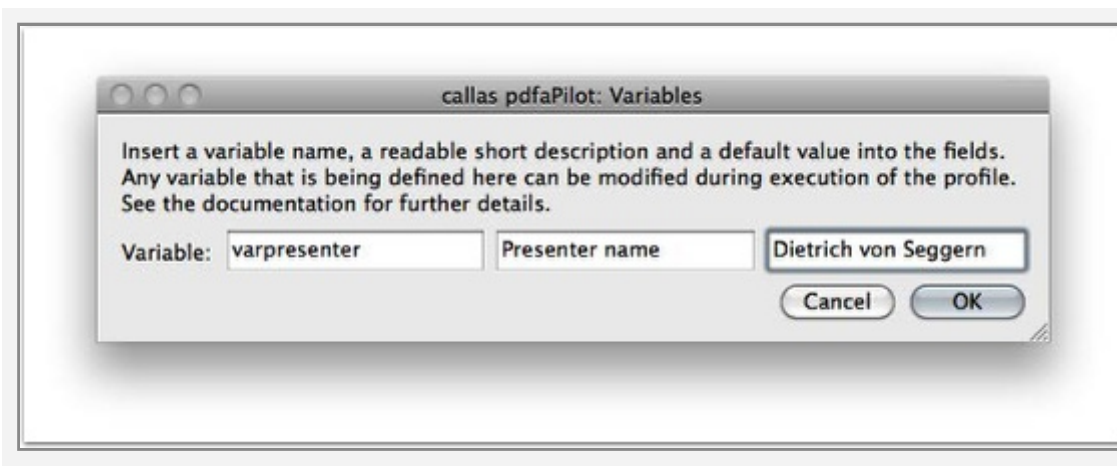 callas pdfaPilot: Variables
Insert a variable name, a readable short description and a default value into the fields.
Any variable that is being defined here can be modified during execution of the profile.
See the documentation for further details.
Variable: varpresenter Presenter name Dietrich von Seggern
Cancel OK